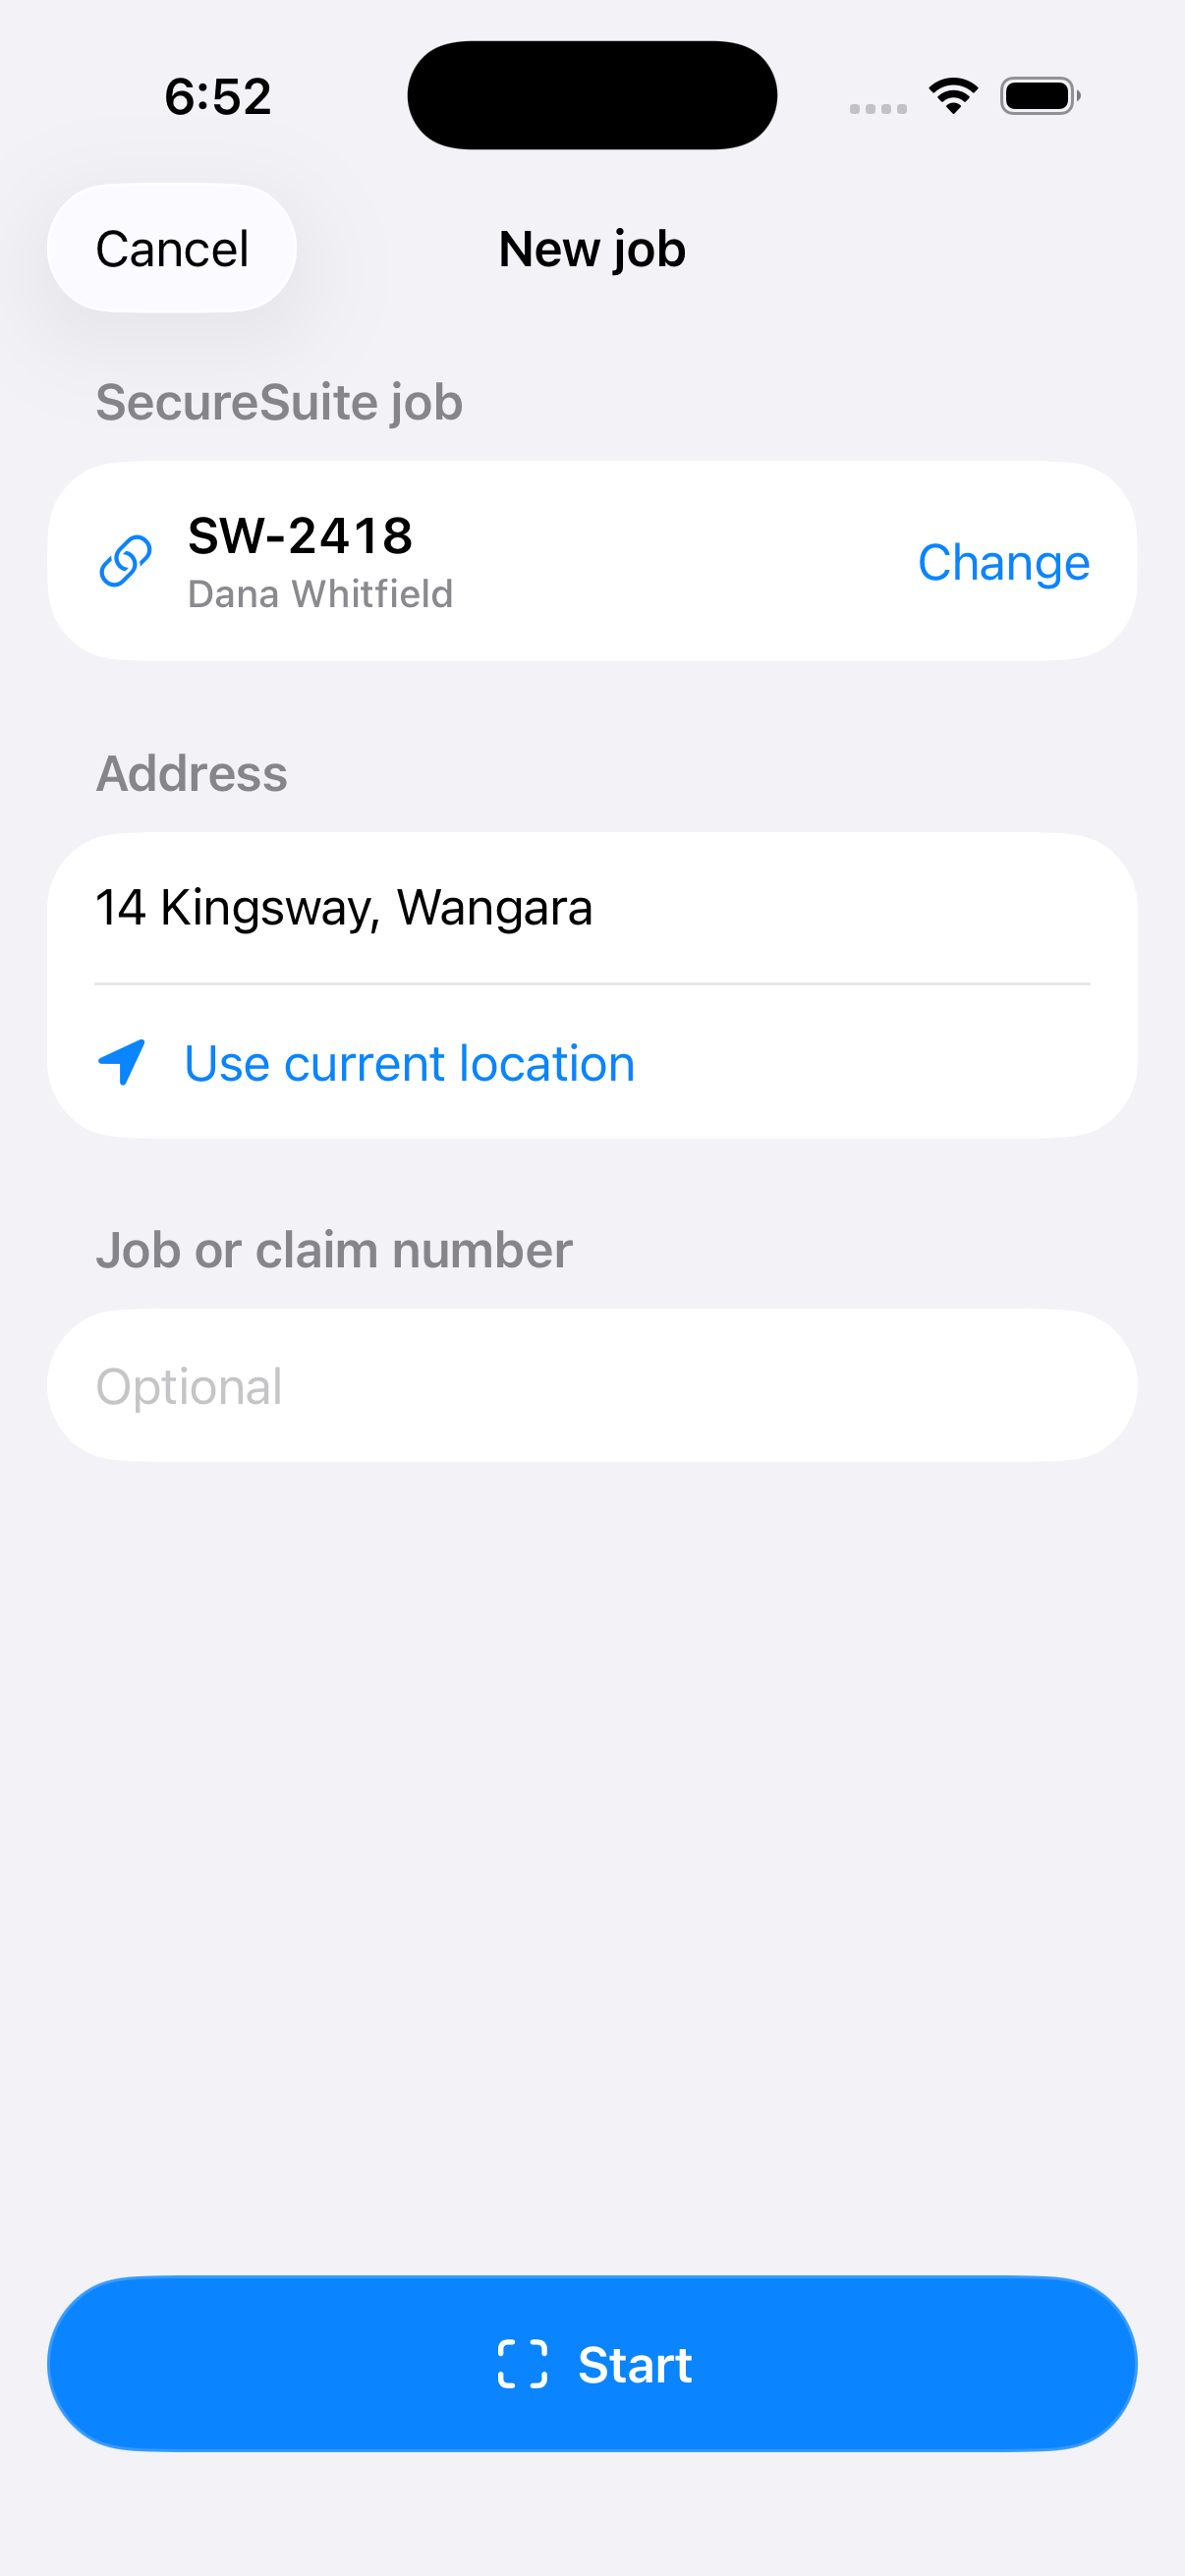 6:52
Cancel
New job
SecureSuite job
SW-2418
Dana Whitfield
Change
Address
14 Kingsway, Wangara
Use current location
Job or claim number
Optional
Start